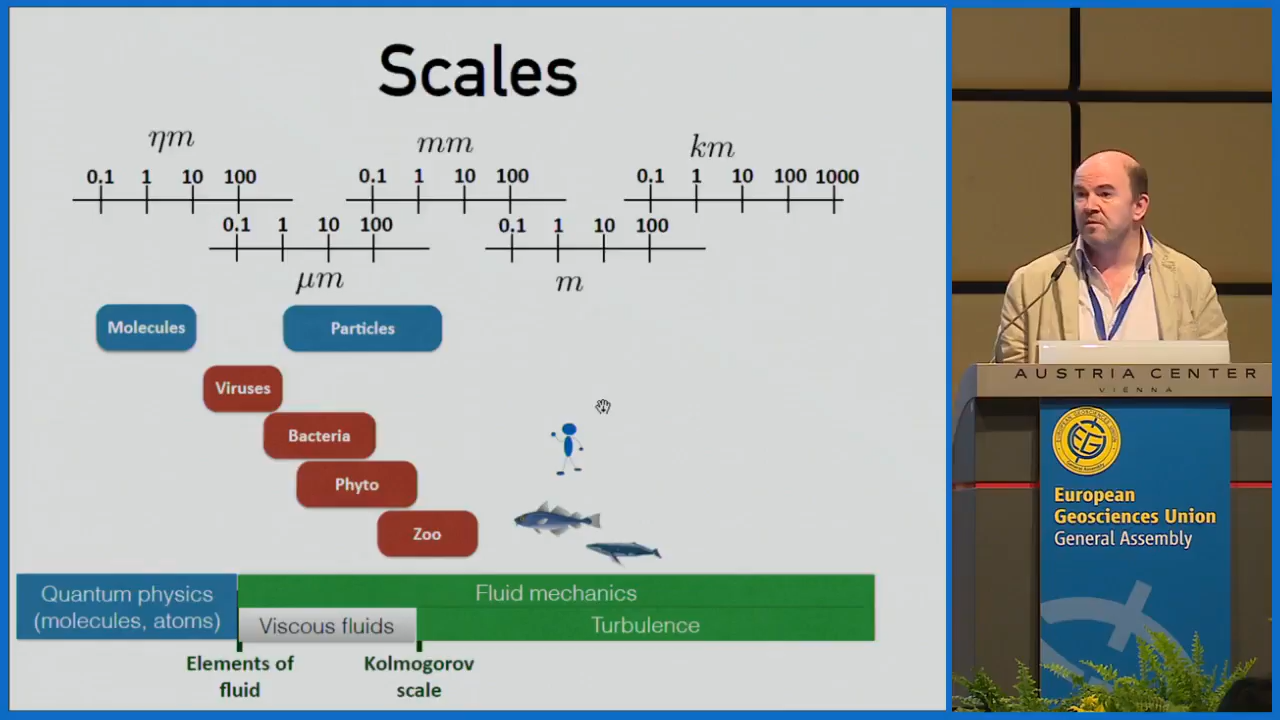 Scales
ηm
mm
km
0.1 1 10 100
0.1 1 10 100
0.1 1 10 100 1000
0.1 1 10 100
0.1 1 10 100
μm
m
Molecules
Particles
Viruses
Bacteria
Phyto
Zoo
Quantum physics
(molecules, atoms)
Fluid mechanics
Viscous fluids
Turbulence
Elements of
fluid
Kolmogorov
scale
AUSTRIA CENTER
VIENNA
European
Geosciences Union
General Assembly